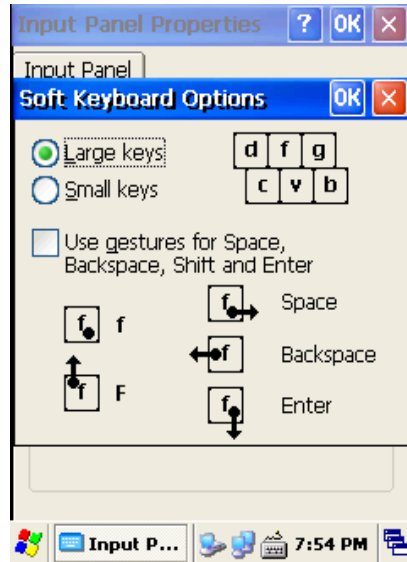 Input Panel Properties ? OK X
Input Panel
Soft Keyboard Options OK X
Large keys
Small keys
d f g
c v b
Use gestures for Space,
Backspace, Shift and Enter
f f
f Space
f Backspace
f F
f Enter
Input P... 7:54 PM